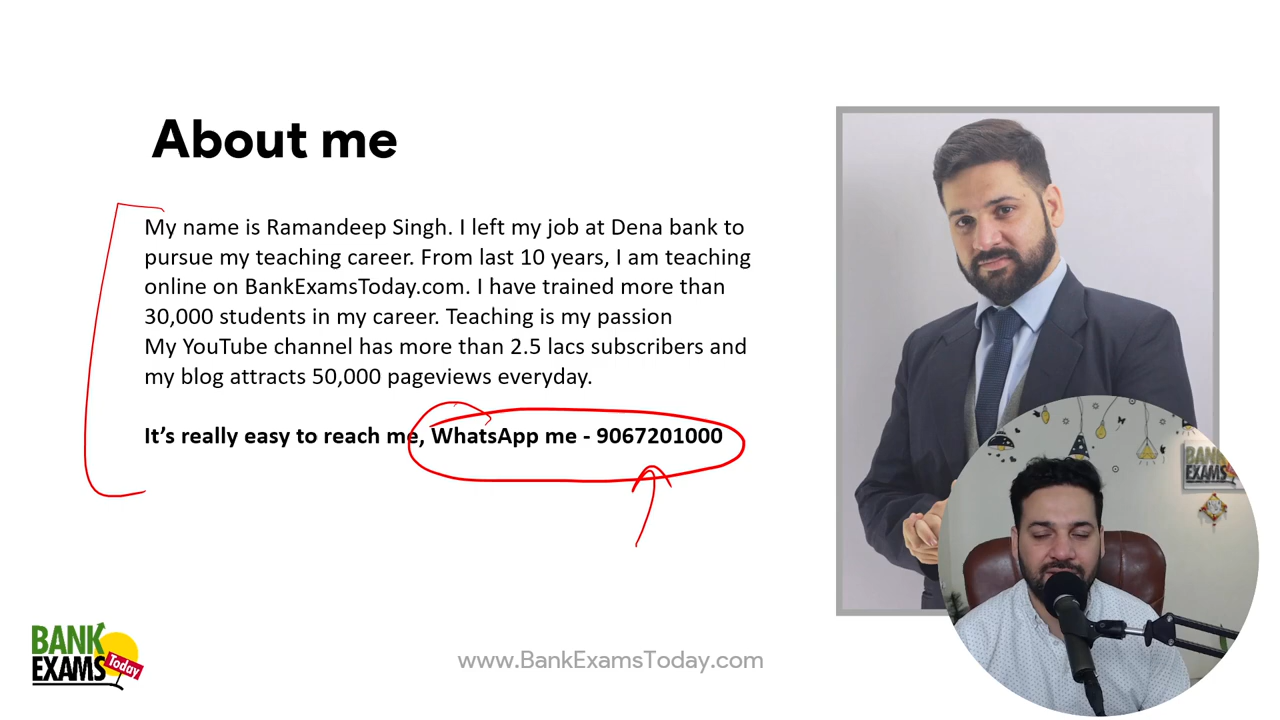 About me
My name is Ramandeep Singh. I left my job at Dena bank to
pursue my teaching career. From last 10 years, I am teaching
online on BankExamsToday.com. I have trained more than
30,000 students in my career. Teaching is my passion
My YouTube channel has more than 2.5 lacs subscribers and
my blog attracts 50,000 pageviews everyday.
It's really easy to reach me, WhatsApp me - 9067201000
BANK
EXAMS
Today
www.BankExamsToday.com
BANK
EXAMS